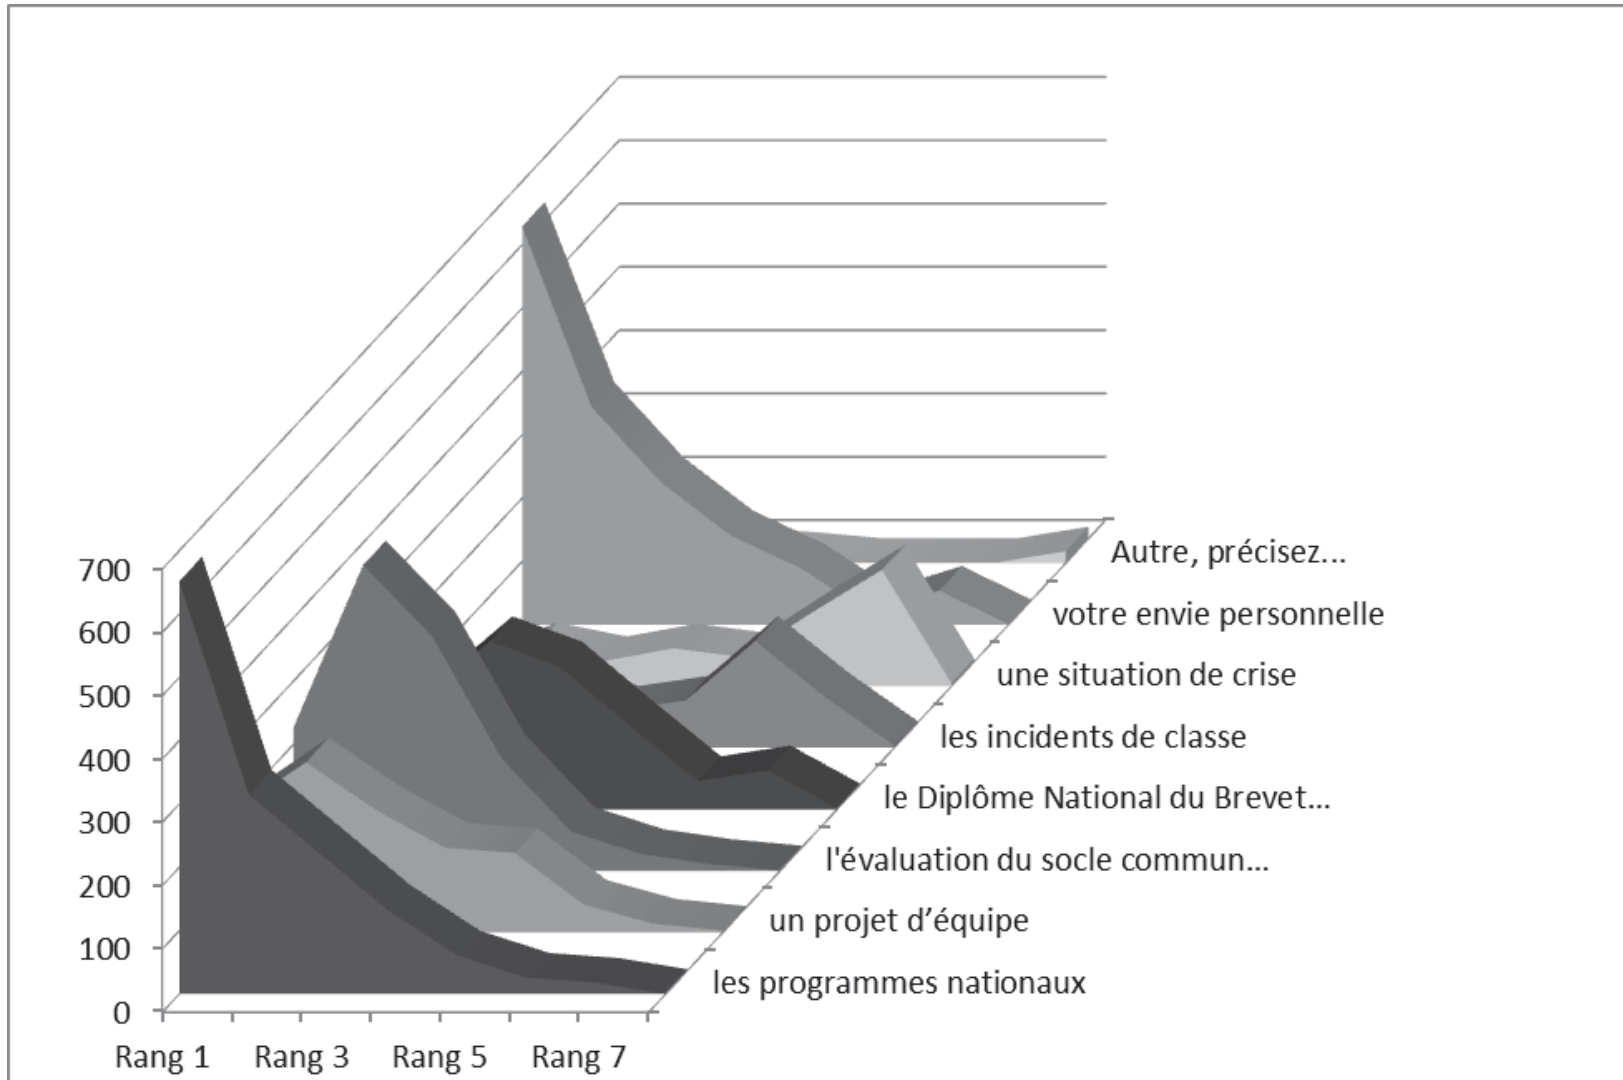 Autre, précisez...
700
votre envie personnelle
600
une situation de crise
500
les incidents de classe
400
le Diplôme National du Brevet...
300
l'évaluation du socle commun...
200
un projet d’équipe
100
les programmes nationaux
0
Rang 1 Rang 3 Rang 5 Rang 7